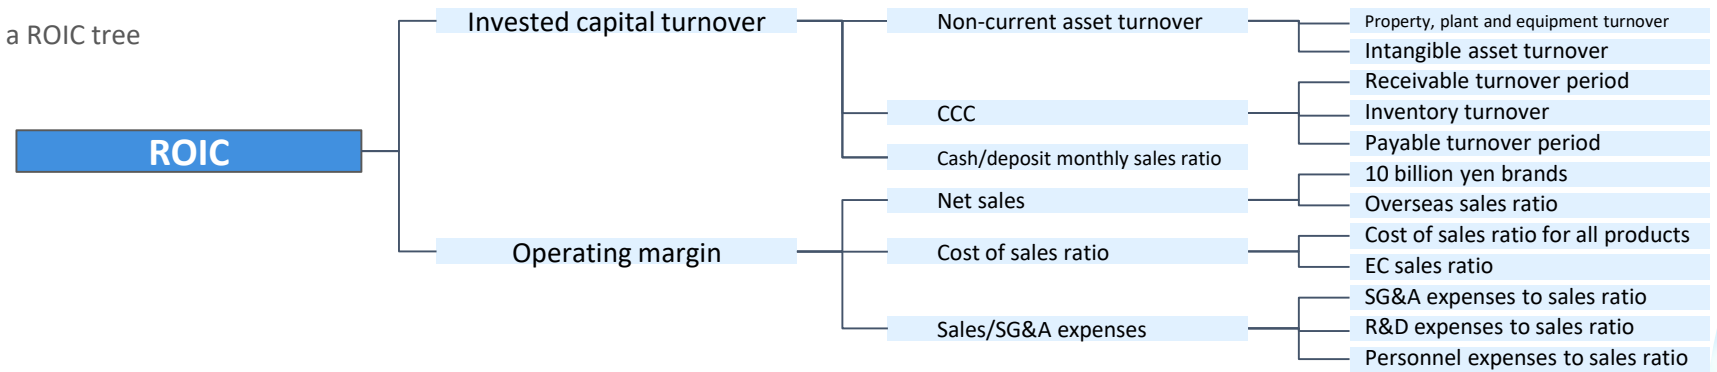 a ROIC tree
ROIC
Invested capital turnover
Operating margin
Non-current asset turnover
CCC
Cash/deposit monthly sales ratio
Net sales
Cost of sales ratio
Sales/SG&A expenses
Property, plant and equipment turnover
Intangible asset turnover
Receivable turnover period
Inventory turnover
Payable turnover period
10 billion yen brands
Overseas sales ratio
Cost of sales ratio for all products
EC sales ratio
SG&A expenses to sales ratio
R&D expenses to sales ratio
Personnel expenses to sales ratio